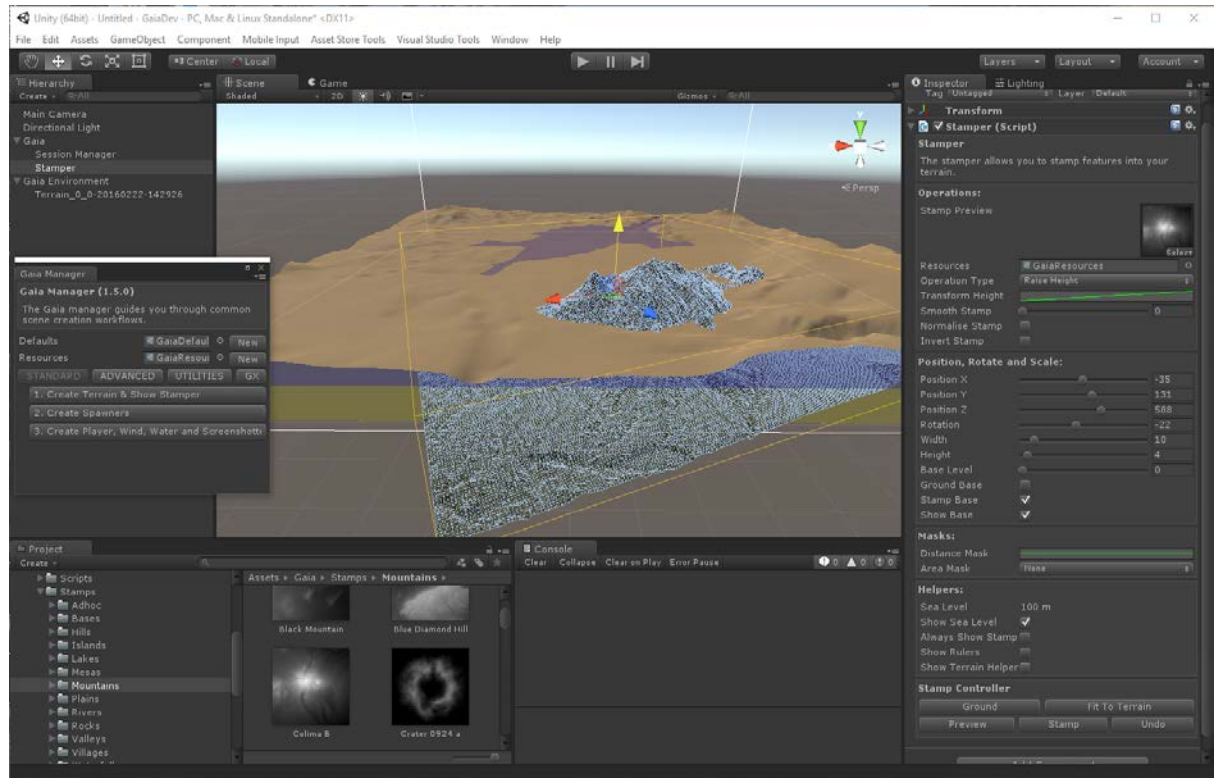 Unity (64bit) - Untitled - GaiaDev - PC, Mac & Linux Standalone* <DX11>
File Edit Assets GameObject Component Mobile Input Asset Store Tools Visual Studio Tools Window Help
Center Local Layers Layout Account
Hierarchy
Create All
Main Camera
Directional Light
Gaia
Session Manager
Stamper
Gaia Environment
Terrain_0_0-20160222-142926
Scene Game
Shaded 2D Gizmos All
y
Persp
Gaia Manager
Gaia Manager (1.5.0)
The Gaia manager guides you through common
scene creation workflows.
Defaults GaiaDefaul New
Resources GaiaResoui New
STANDARD ADVANCED UTILITIES GX
1. Create Terrain & Show Stamper
2. Create Spawners
3. Create Player, Wind, Water and Screenshotte
Project
Create
Scripts
Stamps
Adhoc
Bases
Hills
Islands
Lakes
Mesas
Mountains
Plains
Rivers
Rocks
Valleys
Villages
Assets Gaia Stamps Mountains
Black Mountain Blue Diamond Hill
Colima B Crater 0924 a
Console
Clear Collapse Clear on Play Error Pause 0 0 0
Inspector Lighting
Tag Untagged Layer Default
Transform
Stamper (Script)
Stamper
The stamper allows you to stamp features into your
terrain.
Operations:
Stamp Preview
Select
Resources GaiaResources
Operation Type Raise Height
Transform Height
Smooth Stamp 0
Normalise Stamp
Invert Stamp
Position, Rotate and Scale:
Position X -35
Position Y 131
Position Z 588
Rotation -22
Width 10
Height 4
Base Level 0
Ground Base
Stamp Base
Show Base
Masks:
Distance Mask
Area Mask None
Helpers:
Sea Level 100 m
Show Sea Level
Always Show Stamp
Show Rulers
Show Terrain Helper
Stamp Controller
Ground Fit To Terrain
Preview Stamp Undo